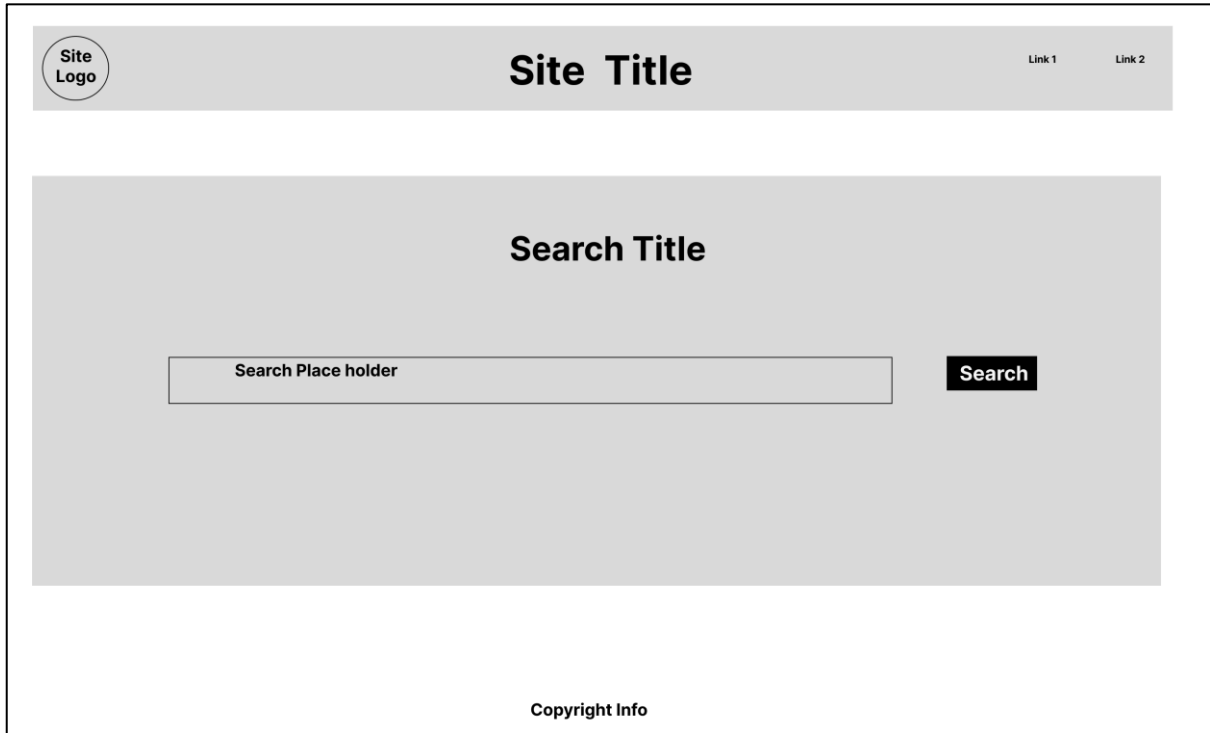 Site
Logo
Site Title
Link 1
Link 2
Search Title
Search Place holder
Search
Copyright Info